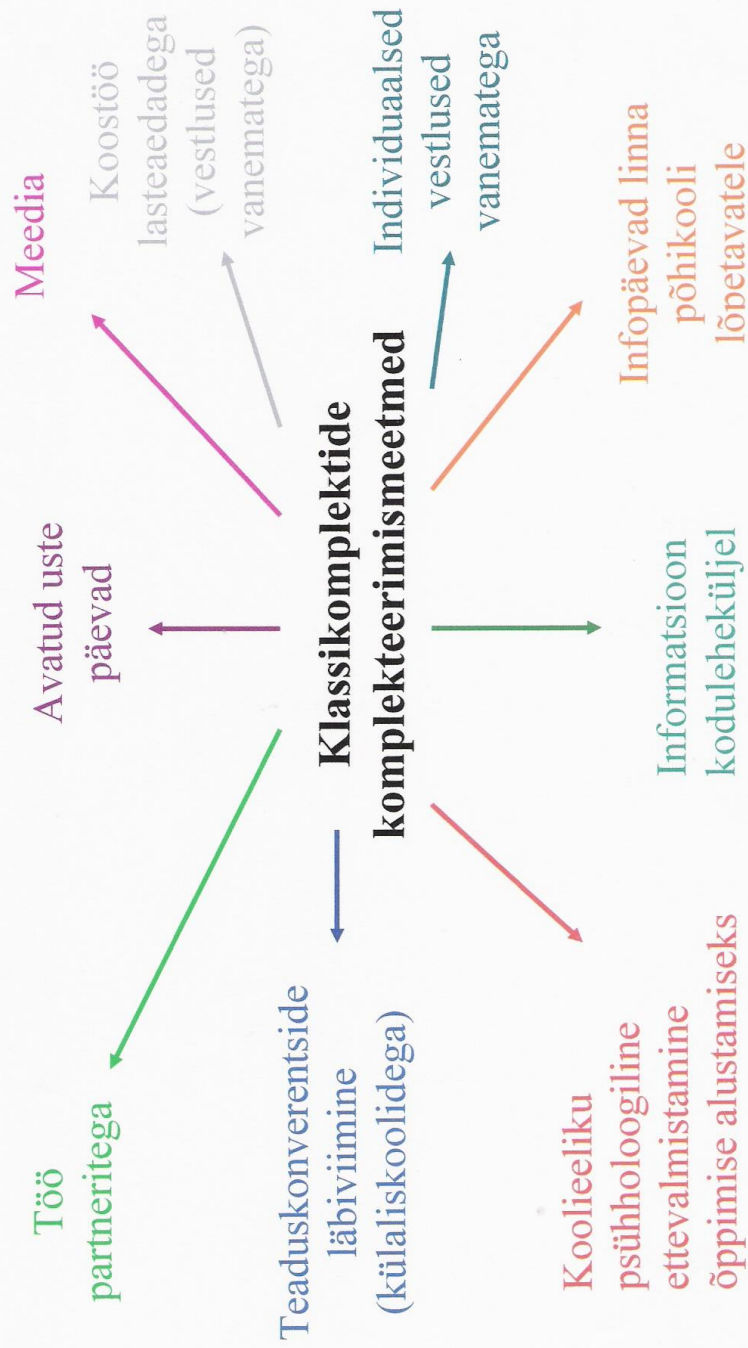 Töö
partneritega
Avatud uste
päevad
Meedia
Koostöö
lasteaedadega
(vestlused
vanematega)
Teaduskonverentside
läbiviimine
(külaliskoolidega)
Klassikomplektide
komplekteerimismeetmed
Individuaalsed
vestlused
vanematega
Koolieeliku
psühholoogiline
ettevalmistamine
õppimise alustamiseks
Informatsioon
koduleheküljel
Infopäevad linna
põhikooli
lõpetavatele